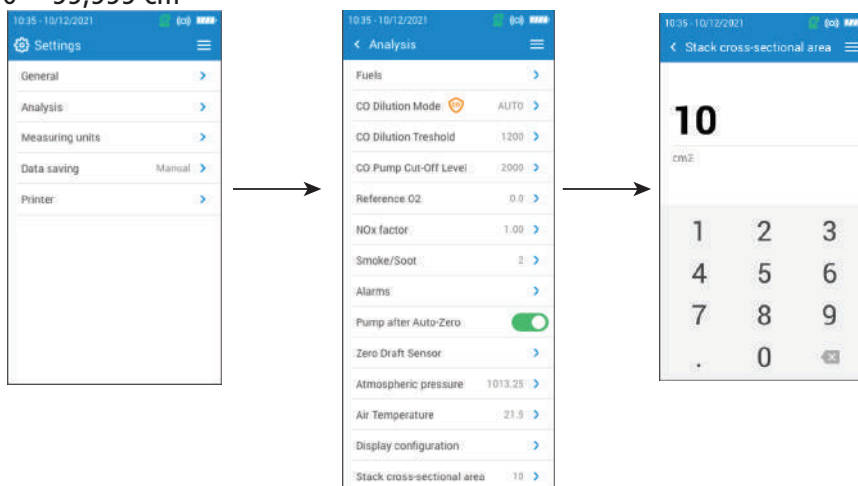 10:35 - 10/12/2021
Settings
General
Analysis
Measuring units
Data saving Manual
Printer
10:35 - 10/12/2021
Analysis
Fuels
CO Dilution Mode AUTO
CO Dilution Treshold 1200
CO Pump Cut-Off Level 2000
Reference O2 0.0
NOx factor 1.00
Smoke/Soot 2
Alarms
Pump after Auto-Zero
Zero Draft Sensor
Atmospheric pressure 1013.25
Air Temperature 21.5
Display configuration
Stack cross-sectional area 10
10:35 - 10/12/2021
Stack cross-sectional area
10
cm2
1 2 3
4 5 6
7 8 9
. 0